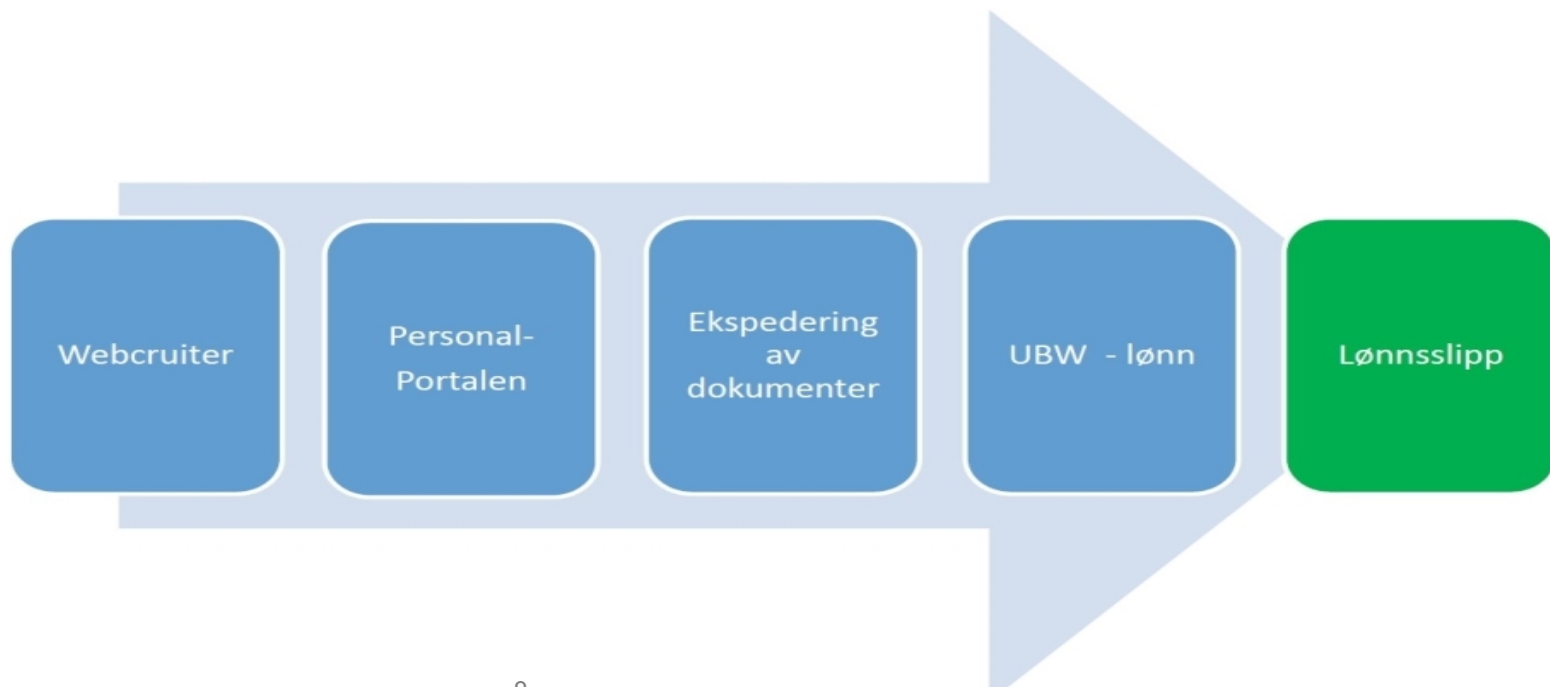 Webcruiter
Personal-
Portalen
Ekspedering
av
dokumenter
UBW - lønn
Lønnsslipp